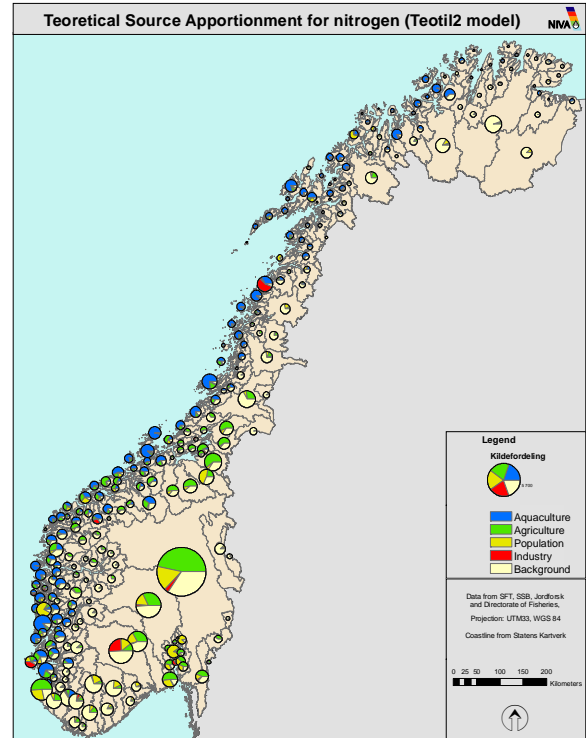 Teoretical Source Apportionment for nitrogen (Teotil2 model)
NIVA
Legend
Kildefordeling
5 700
Aquaculture
Agriculture
Population
Industry
Background
Data from SFT, SSB, Jordforsk
and Directorate of Fisheries,
Projection: UTM33, WGS 84
Coastline from Statens Kartverk
0 25 50 100 150 200
Kilometers